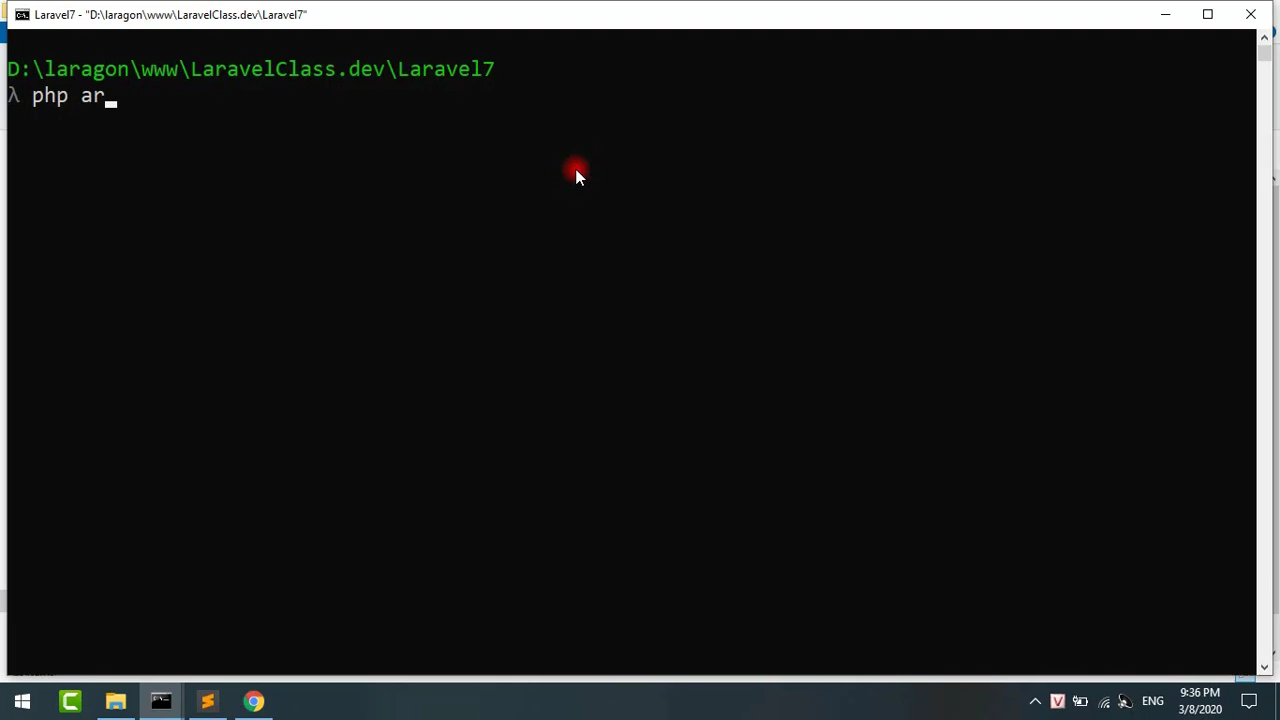 Laravel7 - "D:\laragon\www\LaravelClass.dev\Laravel7"
D:\laragon\www\LaravelClass.dev\Laravel7
λ php ar
ENG
9:36 PM
3/8/2020